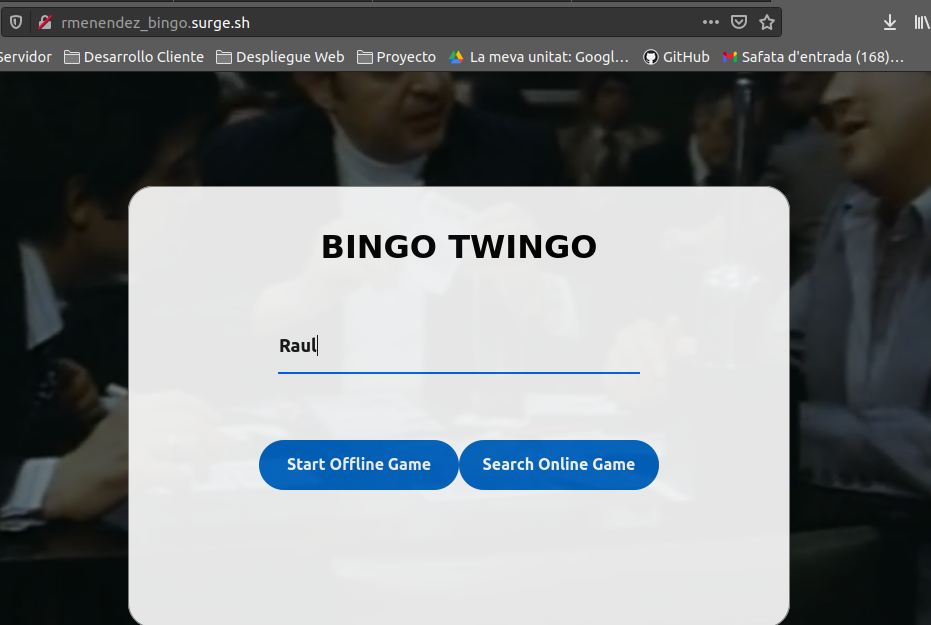 rmenendez_bingo.surge.sh
Servidor Desarrollo Cliente Despliegue Web Proyecto La meva unitat: Googl… GitHub Safata d'entrada (168)…
BINGO TWINGO
Raul
Start Offline Game Search Online Game